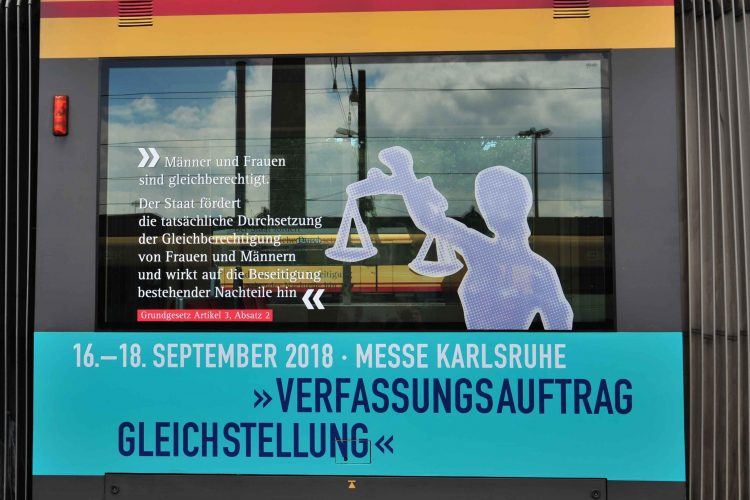 » Männer und Frauen
sind gleichberechtigt.
Der Staat fördert
die tatsächliche Durchsetzung
der Gleichberechtigung
von Frauen und Männern
und wirkt auf die Beseitigung
bestehender Nachteile hin «
Grundgesetz Artikel 3, Absatz 2
16.–18. SEPTEMBER 2018 · MESSE KARLSRUHE
»VERFASSUNGSAUFTRAG
GLEICHSTELLUNG«